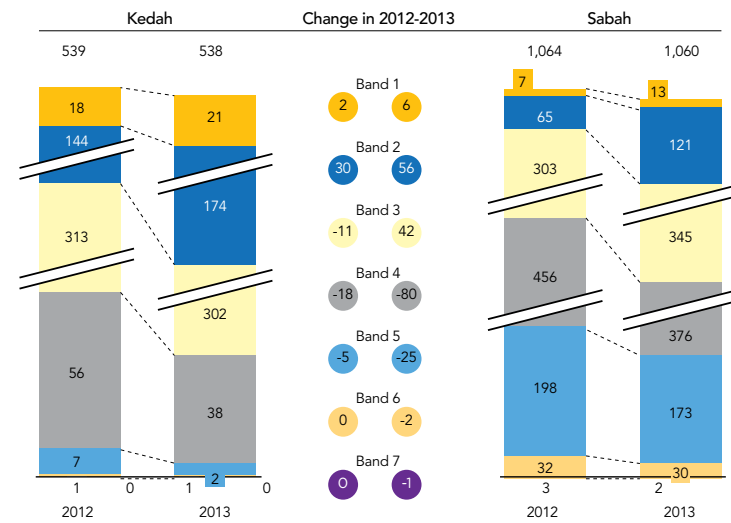 Kedah Change in 2012-2013 Sabah
539 538 1,064 1,060
Band 1
2 6
Band 2
30 56
Band 3
-11 42
Band 4
-18 -80
Band 5
-5 -25
Band 6
0 -2
Band 7
0 -1
18 21
144 174
313 302
56 38
7 2
1 0 1 0
2012 2013
7 13
65 121
303 345
456 376
198 173
32 30
3 2
2012 2013